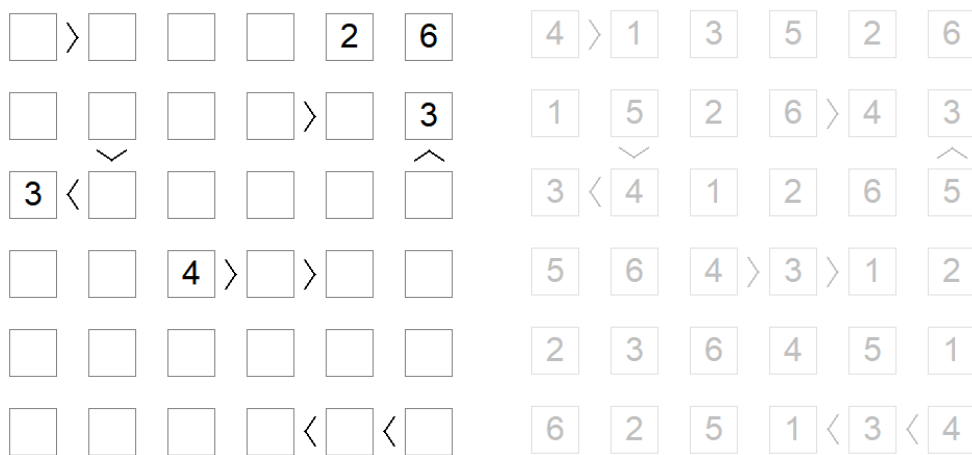 > 2 6 4 > 1 3 5 2 6
> 3 1 5 2 6 > 4 3
3 < 3 < 4 1 2 6 5
4 > > 5 6 4 > 3 > 1 2
2 3 6 4 5 1
< < 6 2 5 1 < 3 < 4